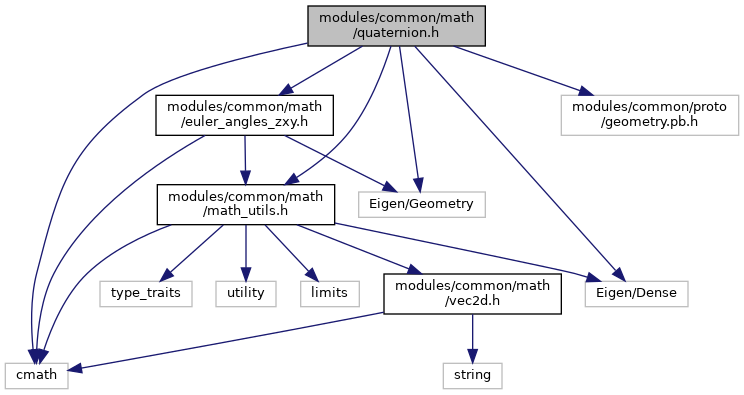 modules/common/math
/quaternion.h
modules/common/math
/euler_angles_zxy.h
modules/common/proto
/geometry.pb.h
modules/common/math
/math_utils.h
Eigen/Geometry
type_traits
utility
limits
modules/common/math
/vec2d.h
Eigen/Dense
cmath
string